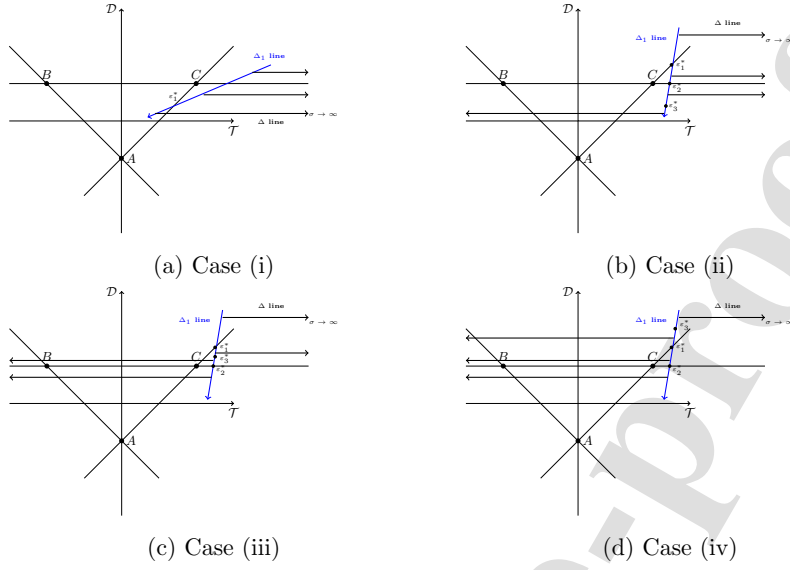 𝒟
Δ₁ line
B
C
ε₁*
σ → ∞
Δ line
𝒯
A
(a) Case (i)
𝒟
Δ line
σ → ∞
Δ₁ line
ε₁*
B
C
ε₂*
ε₃*
𝒯
A
(b) Case (ii)
𝒟
Δ line
σ → ∞
Δ₁ line
ε₁*
ε₃*
B
C
ε₂*
𝒯
A
(c) Case (iii)
𝒟
Δ line
σ → ∞
Δ₁ line
ε₃*
ε₁*
B
C
ε₂*
𝒯
A
(d) Case (iv)